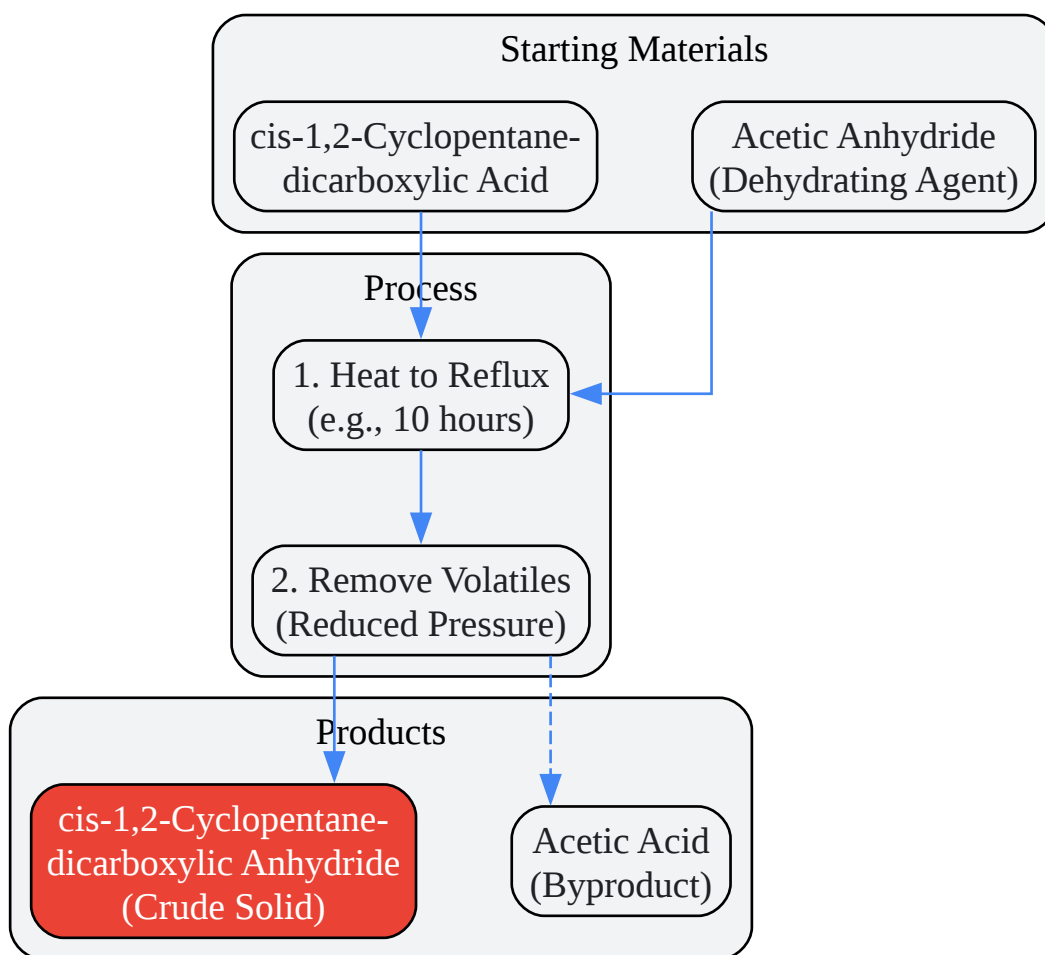 Starting Materials
cis-1,2-Cyclopentane-
dicarboxylic Acid
Acetic Anhydride
(Dehydrating Agent)
Process
1. Heat to Reflux
(e.g., 10 hours)
2. Remove Volatiles
(Reduced Pressure)
Products
cis-1,2-Cyclopentane-
dicarboxylic Anhydride
(Crude Solid)
Acetic Acid
(Byproduct)